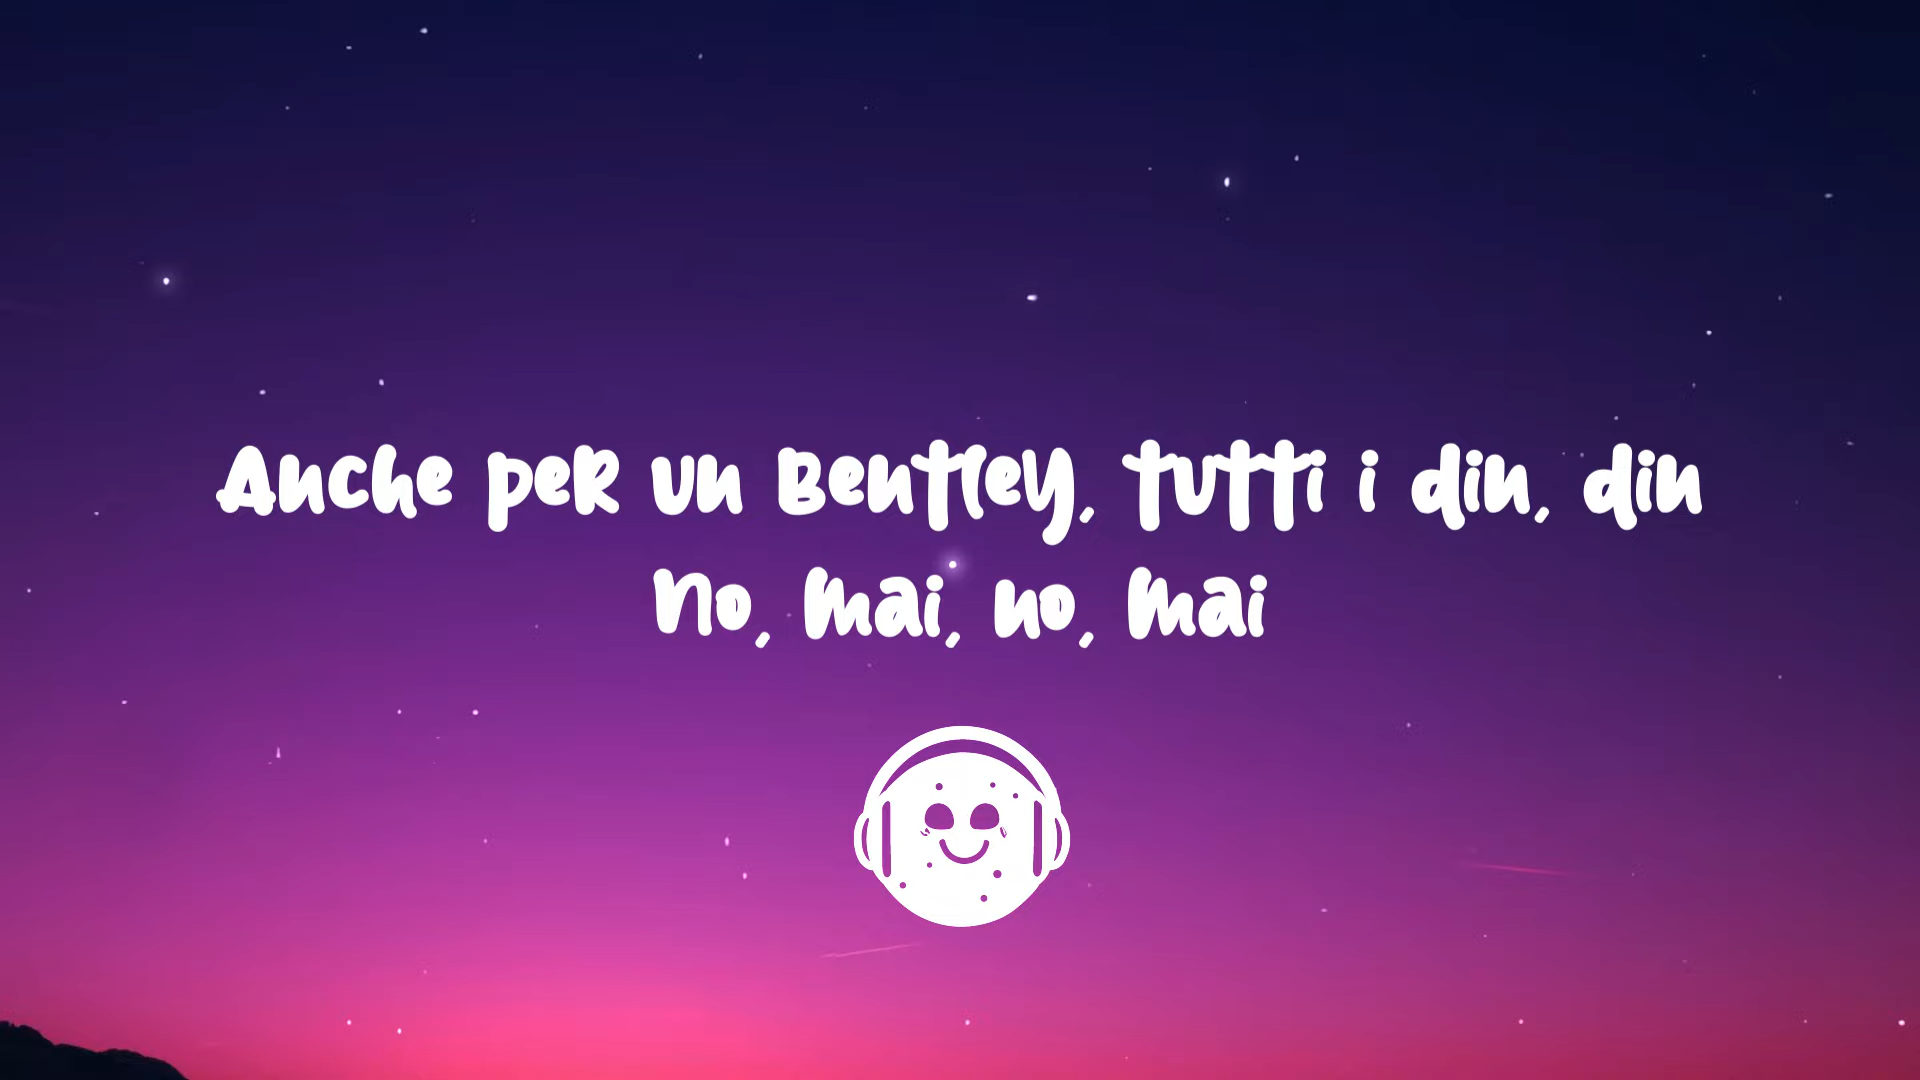 Anche per un Bentley, tutti i din, din
No, mai, no, mai